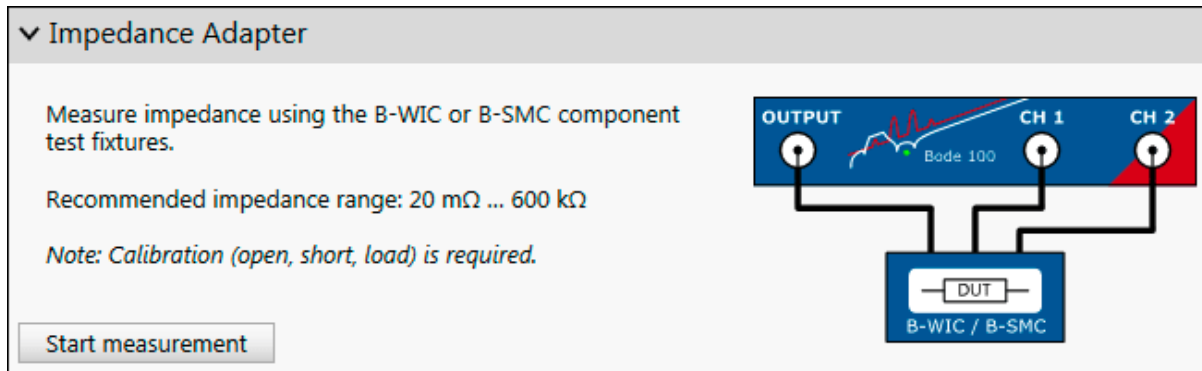 Impedance Adapter
Measure impedance using the B-WIC or B-SMC component
test fixtures.
Recommended impedance range: 20 mΩ ... 600 kΩ
Note: Calibration (open, short, load) is required.
Start measurement
OUTPUT
CH 1
CH 2
Bode 100
DUT
B-WIC / B-SMC